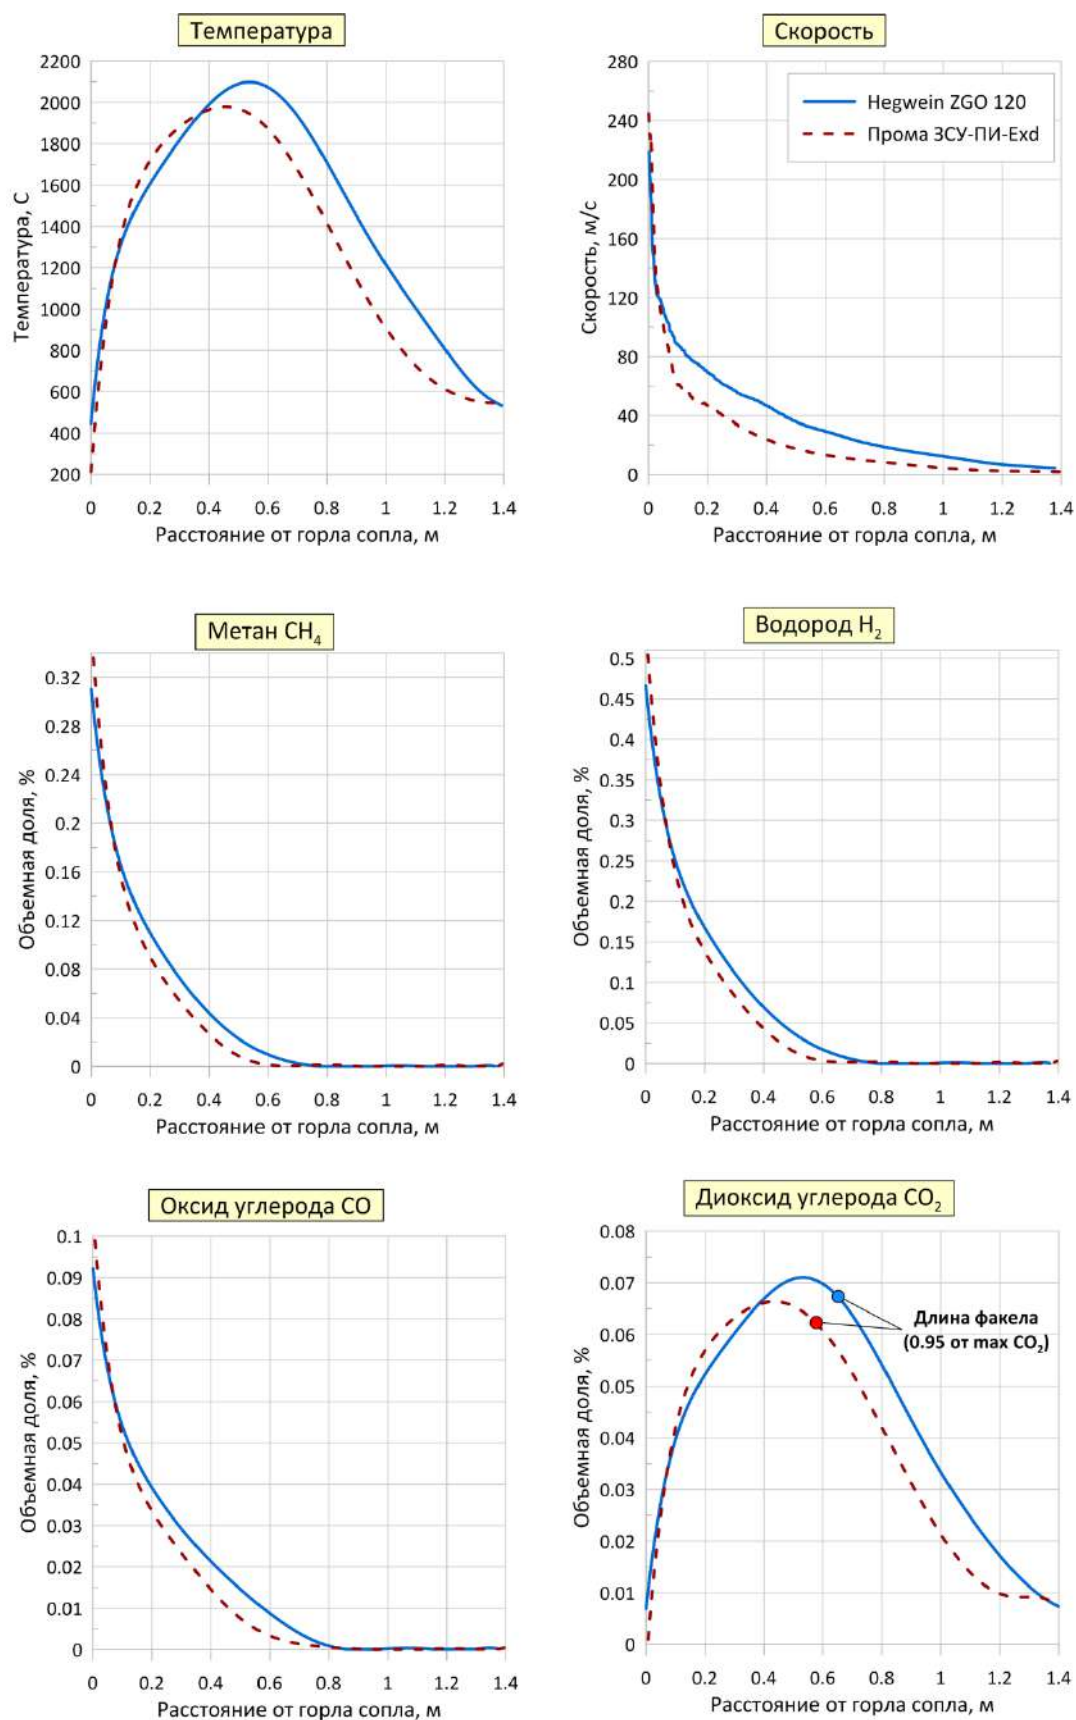 Температура
2200
2000
1800
1600
1400
1200
1000
800
600
400
200
Температура, С
0 0.2 0.4 0.6 0.8 1 1.2 1.4
Расстояние от горла сопла, м
Скорость
280
240
200
160
120
80
40
0
Скорость, м/с
Hegwein ZGO 120
Прома ЗСУ-ПИ-Exd
0 0.2 0.4 0.6 0.8 1 1.2 1.4
Расстояние от горла сопла, м
Метан CH₄
0.32
0.28
0.24
0.2
0.16
0.12
0.08
0.04
0
Объемная доля, %
0 0.2 0.4 0.6 0.8 1 1.2 1.4
Расстояние от горла сопла, м
Водород H₂
0.5
0.45
0.4
0.35
0.3
0.25
0.2
0.15
0.1
0.05
0
Объемная доля, %
0 0.2 0.4 0.6 0.8 1 1.2 1.4
Расстояние от горла сопла, м
Оксид углерода CO
0.1
0.09
0.08
0.07
0.06
0.05
0.04
0.03
0.02
0.01
0
Объемная доля, %
0 0.2 0.4 0.6 0.8 1 1.2 1.4
Расстояние от горла сопла, м
Диоксид углерода CO₂
0.08
0.07
0.06
0.05
0.04
0.03
0.02
0.01
0
Объемная доля, %
Длина факела
(0.95 от max CO₂)
0 0.2 0.4 0.6 0.8 1 1.2 1.4
Расстояние от горла сопла, м